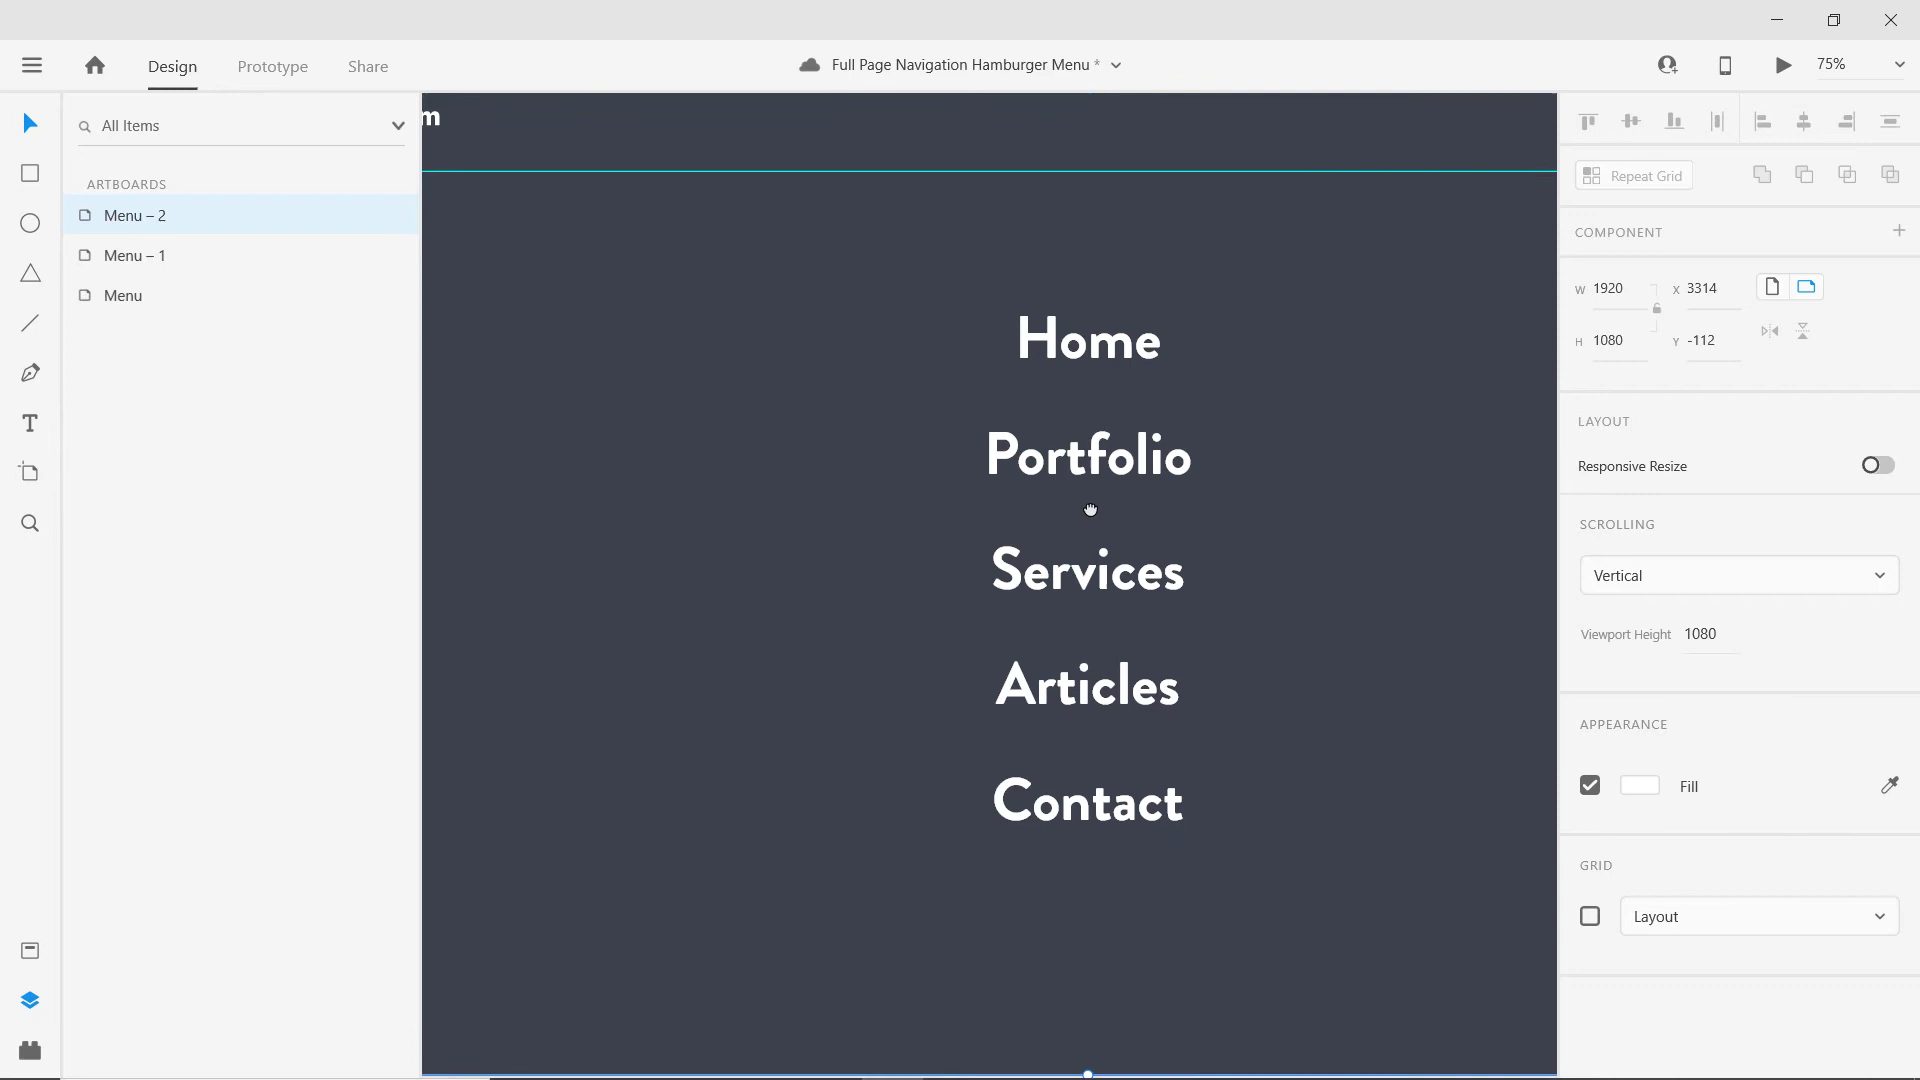 Design
Prototype
Share
Full Page Navigation Hamburger Menu *
75%
All Items
ARTBOARDS
Menu – 2
Menu – 1
Menu
m
Home
Portfolio
Services
Articles
Contact
Repeat Grid
COMPONENT
W 1920
X 3314
H 1080
Y -112
LAYOUT
Responsive Resize
SCROLLING
Vertical
Viewport Height 1080
APPEARANCE
Fill
GRID
Layout